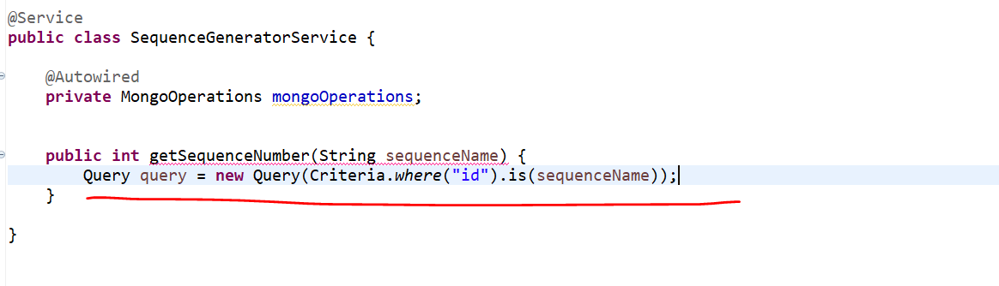 @Service
public class SequenceGeneratorService {
@Autowired
private MongoOperations mongoOperations;
public int getSequenceNumber(String sequenceName) {
Query query = new Query(Criteria.where("id").is(sequenceName));
}
}